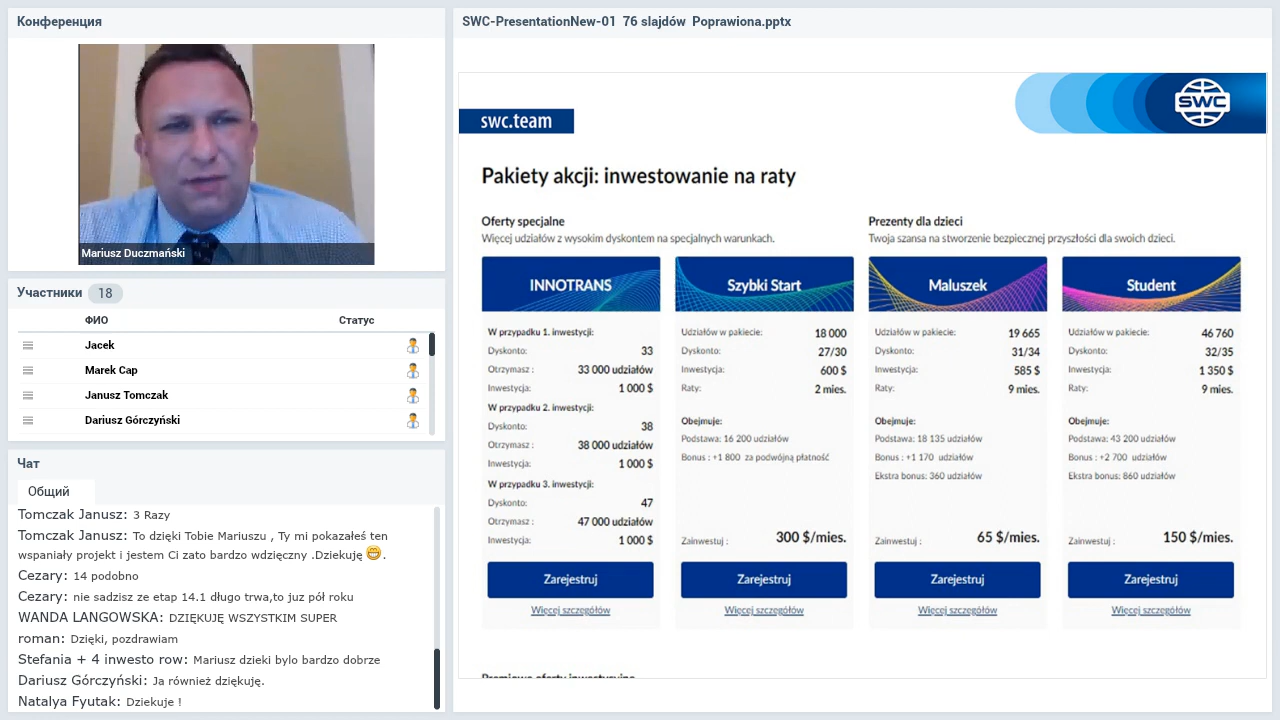 Конференция
Mariusz Duczmański
Участники 18
ФИО Статус
Jacek
Marek Cap
Janusz Tomczak
Dariusz Górczyński
Чат
Общий
Tomczak Janusz: 3 Razy
Tomczak Janusz: To dzięki Tobie Mariuszu , Ty mi pokazałeś ten
wspaniały projekt i jestem Ci zato bardzo wdzięczny .Dziekuję 😁.
Cezary: 14 podobno
Cezary: nie sadzisz ze etap 14.1 długo trwa,to juz pół roku
WANDA LANGOWSKA: DZIĘKUJĘ WSZYSTKIM SUPER
roman: Dzięki, pozdrawiam
Stefania + 4 inwesto row: Mariusz dzieki bylo bardzo dobrze
Dariusz Górczyński: Ja również dziękuję.
Natalya Fyutak: Dziekuje !
SWC-PresentationNew-01 76 slajdów Poprawiona.pptx
swc.team
SWC
Pakiety akcji: inwestowanie na raty
Oferty specjalne
Więcej udziałów z wysokim dyskontem na specjalnych warunkach.
Prezenty dla dzieci
Twoja szansa na stworzenie bezpiecznej przyszłości dla swoich dzieci.
INNOTRANS
W przypadku 1. inwestycji:
Dyskonto: 33
Otrzymasz : 33 000 udziałów
Inwestycja: 1 000 $
W przypadku 2. inwestycji:
Dyskonto: 38
Otrzymasz : 38 000 udziałów
Inwestycja: 1 000 $
W przypadku 3. inwestycji:
Dyskonto: 47
Otrzymasz : 47 000 udziałów
Inwestycja: 1 000 $
Zarejestruj
Więcej szczegółów
Szybki Start
Udziałów w pakiecie: 18 000
Dyskonto: 27/30
Inwestycja: 600 $
Raty: 2 mies.
Obejmuje:
Podstawa: 16 200 udziałów
Bonus : +1 800 za podwójną płatność
Zainwestuj : 300 $/mies.
Zarejestruj
Więcej szczegółów
Maluszek
Udziałów w pakiecie: 19 665
Dyskonto: 31/34
Inwestycja: 585 $
Raty: 9 mies.
Obejmuje:
Podstawa: 18 135 udziałów
Bonus : +1 170 udziałów
Ekstra bonus: 360 udziałów
Zainwestuj : 65 $/mies.
Zarejestruj
Więcej szczegółów
Student
Udziałów w pakiecie: 46 760
Dyskonto: 32/35
Inwestycja: 1 350 $
Raty: 9 mies.
Obejmuje:
Podstawa: 43 200 udziałów
Bonus : +2 700 udziałów
Ekstra bonus: 860 udziałów
Zainwestuj : 150 $/mies.
Zarejestruj
Więcej szczegółów